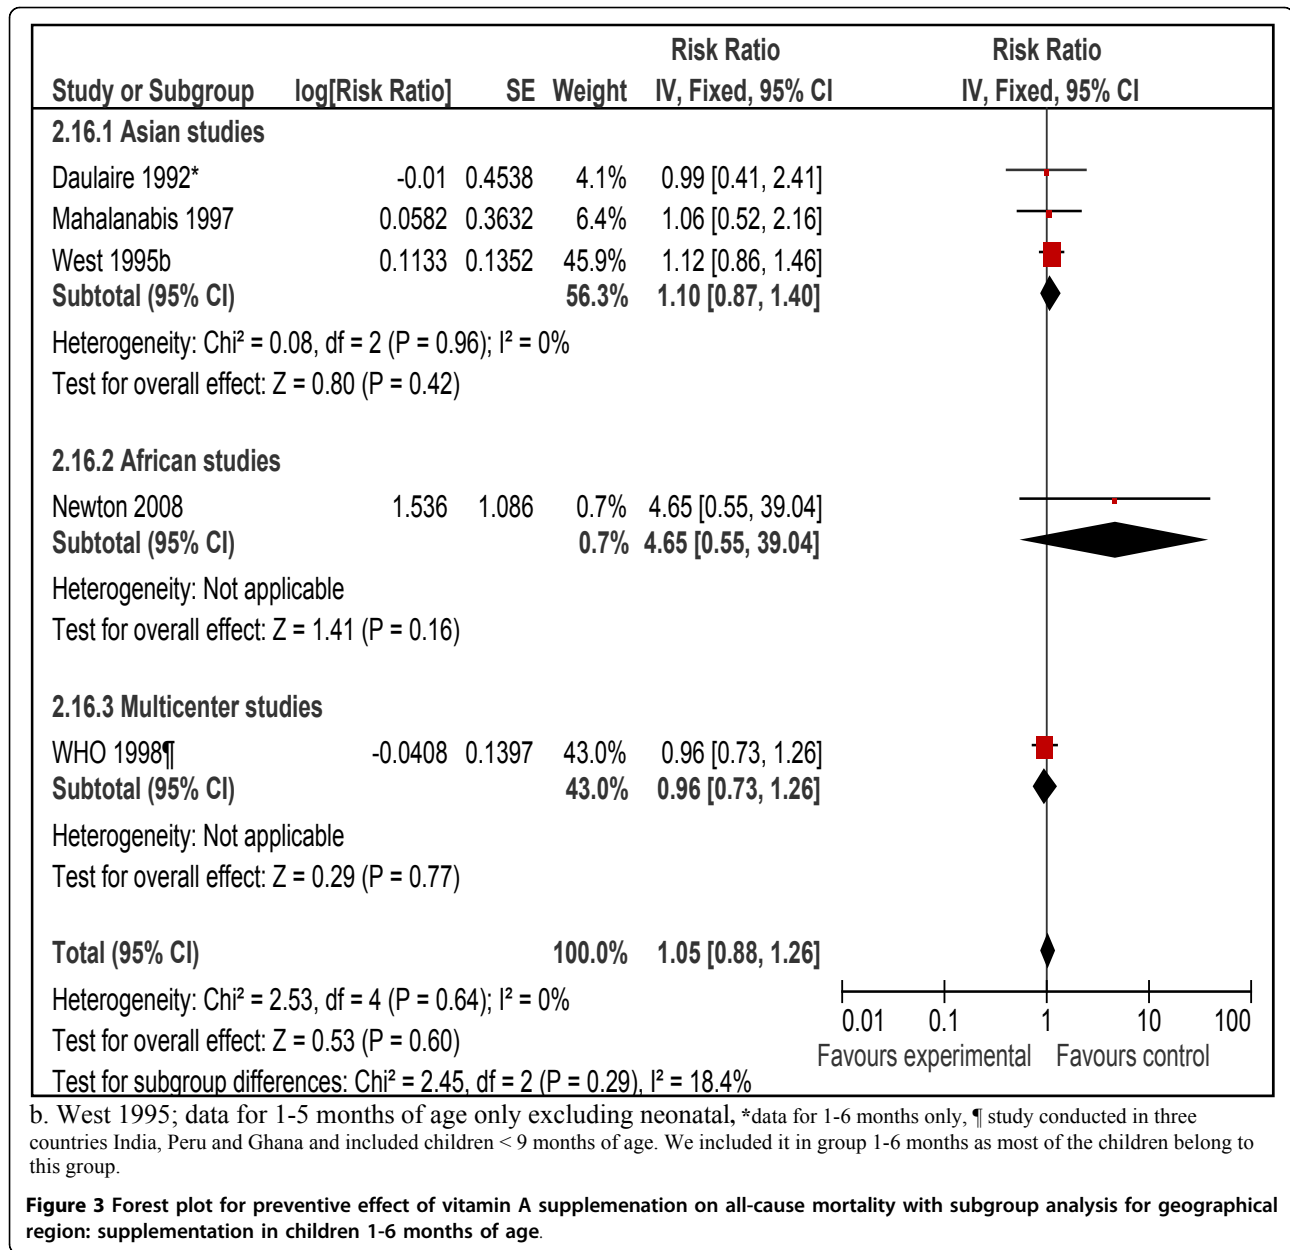 Risk Ratio Risk Ratio
Study or Subgroup log[Risk Ratio] SE Weight IV, Fixed, 95% CI IV, Fixed, 95% CI
2.16.1 Asian studies
Daulaire 1992* -0.01 0.4538 4.1% 0.99 [0.41, 2.41]
Mahalanabis 1997 0.0582 0.3632 6.4% 1.06 [0.52, 2.16]
West 1995b 0.1133 0.1352 45.9% 1.12 [0.86, 1.46]
Subtotal (95% CI) 56.3% 1.10 [0.87, 1.40]
Heterogeneity: Chi² = 0.08, df = 2 (P = 0.96); I² = 0%
Test for overall effect: Z = 0.80 (P = 0.42)
2.16.2 African studies
Newton 2008 1.536 1.086 0.7% 4.65 [0.55, 39.04]
Subtotal (95% CI) 0.7% 4.65 [0.55, 39.04]
Heterogeneity: Not applicable
Test for overall effect: Z = 1.41 (P = 0.16)
2.16.3 Multicenter studies
WHO 1998¶ -0.0408 0.1397 43.0% 0.96 [0.73, 1.26]
Subtotal (95% CI) 43.0% 0.96 [0.73, 1.26]
Heterogeneity: Not applicable
Test for overall effect: Z = 0.29 (P = 0.77)
Total (95% CI) 100.0% 1.05 [0.88, 1.26]
Heterogeneity: Chi² = 2.53, df = 4 (P = 0.64); I² = 0%
Test for overall effect: Z = 0.53 (P = 0.60)
Test for subgroup differences: Chi² = 2.45, df = 2 (P = 0.29), I² = 18.4%
0.01 0.1 1 10 100
Favours experimental Favours control
b. West 1995; data for 1-5 months of age only excluding neonatal, *data for 1-6 months only, ¶ study conducted in three
countries India, Peru and Ghana and included children < 9 months of age. We included it in group 1-6 months as most of the children belong to
this group.
Figure 3 Forest plot for preventive effect of vitamin A supplemenation on all-cause mortality with subgroup analysis for geographical
region: supplementation in children 1-6 months of age.